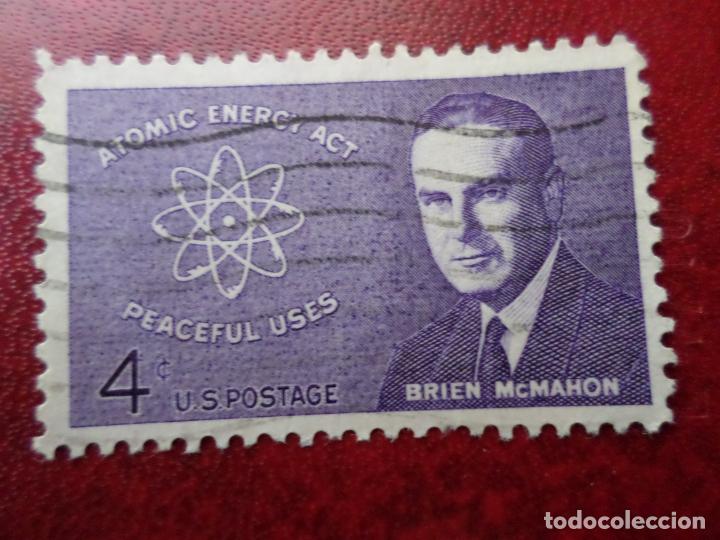 ATOMIC ENERGY ACT
PEACEFUL USES
4¢
U.S. POSTAGE
BRIEN McMAHON
todocoleccion